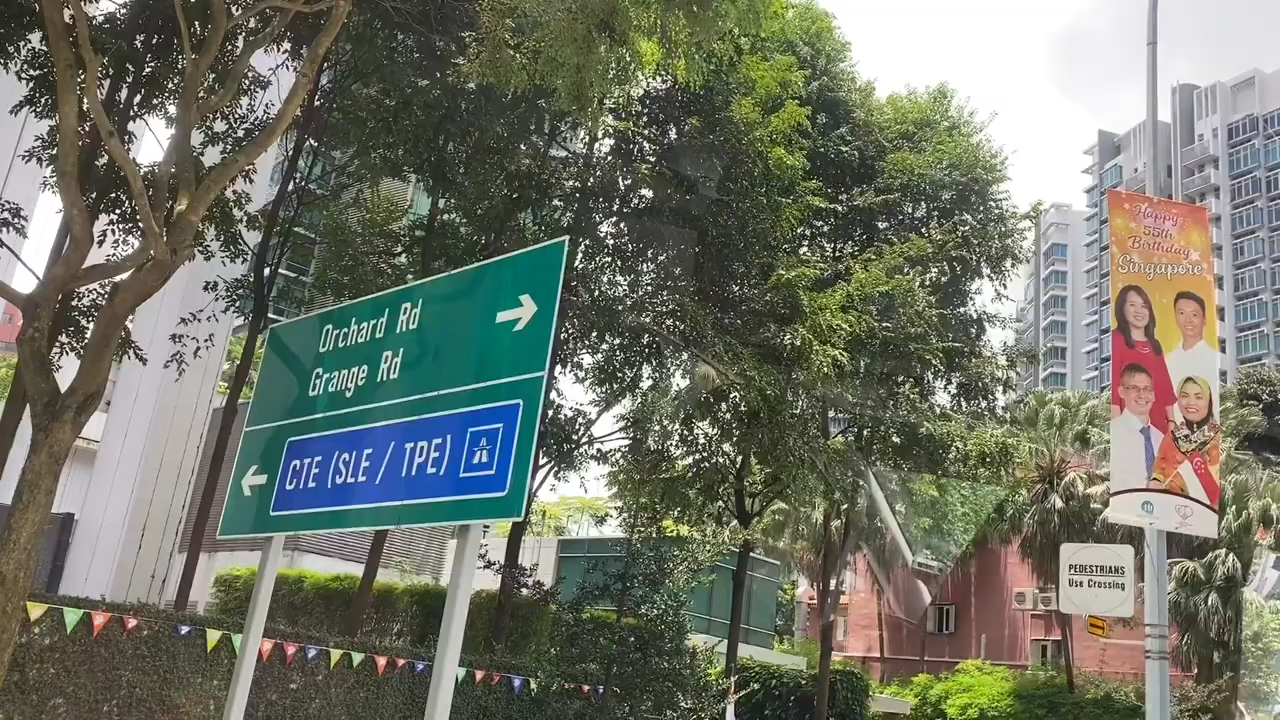 Orchard Rd
Grange Rd
CTE (SLE / TPE)
Happy
55th
Birthday
Singapore
PEDESTRIANS
Use Crossing